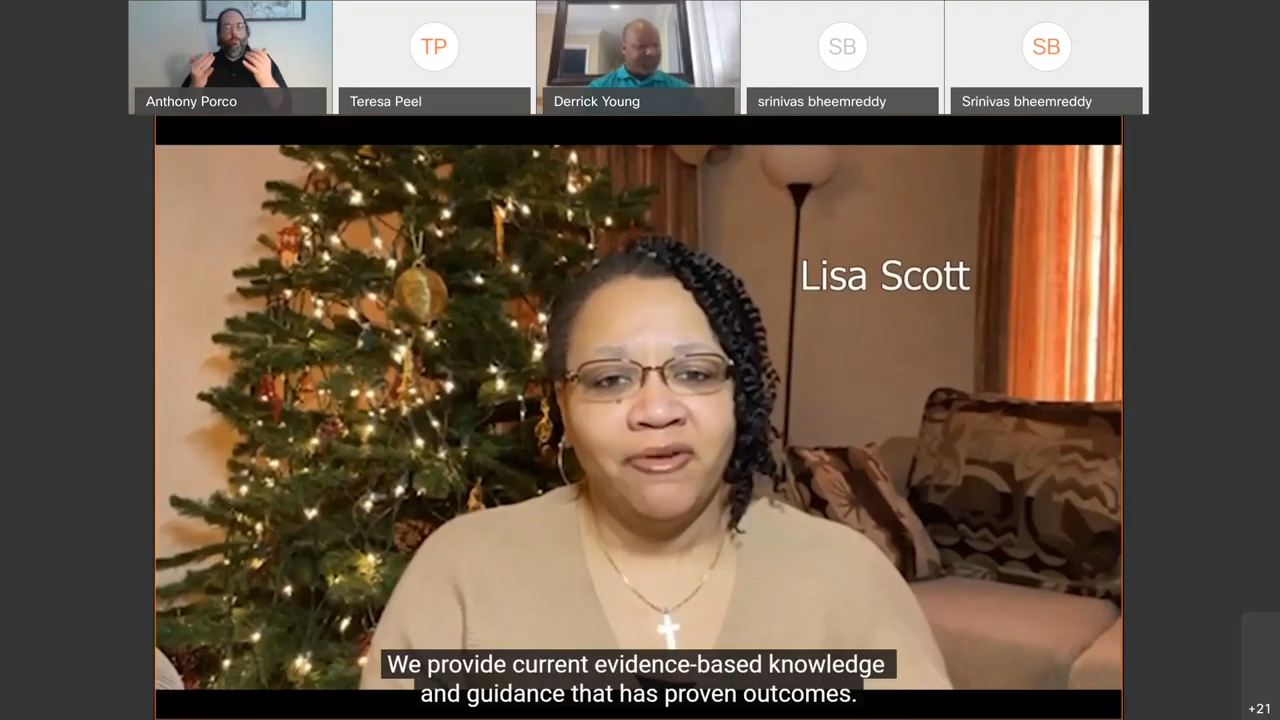 TP
SB
SB
Anthony Porco
Teresa Peel
Derrick Young
srinivas bheemreddy
Srinivas bheemreddy
Lisa Scott
We provide current evidence-based knowledge
and guidance that has proven outcomes.
+21